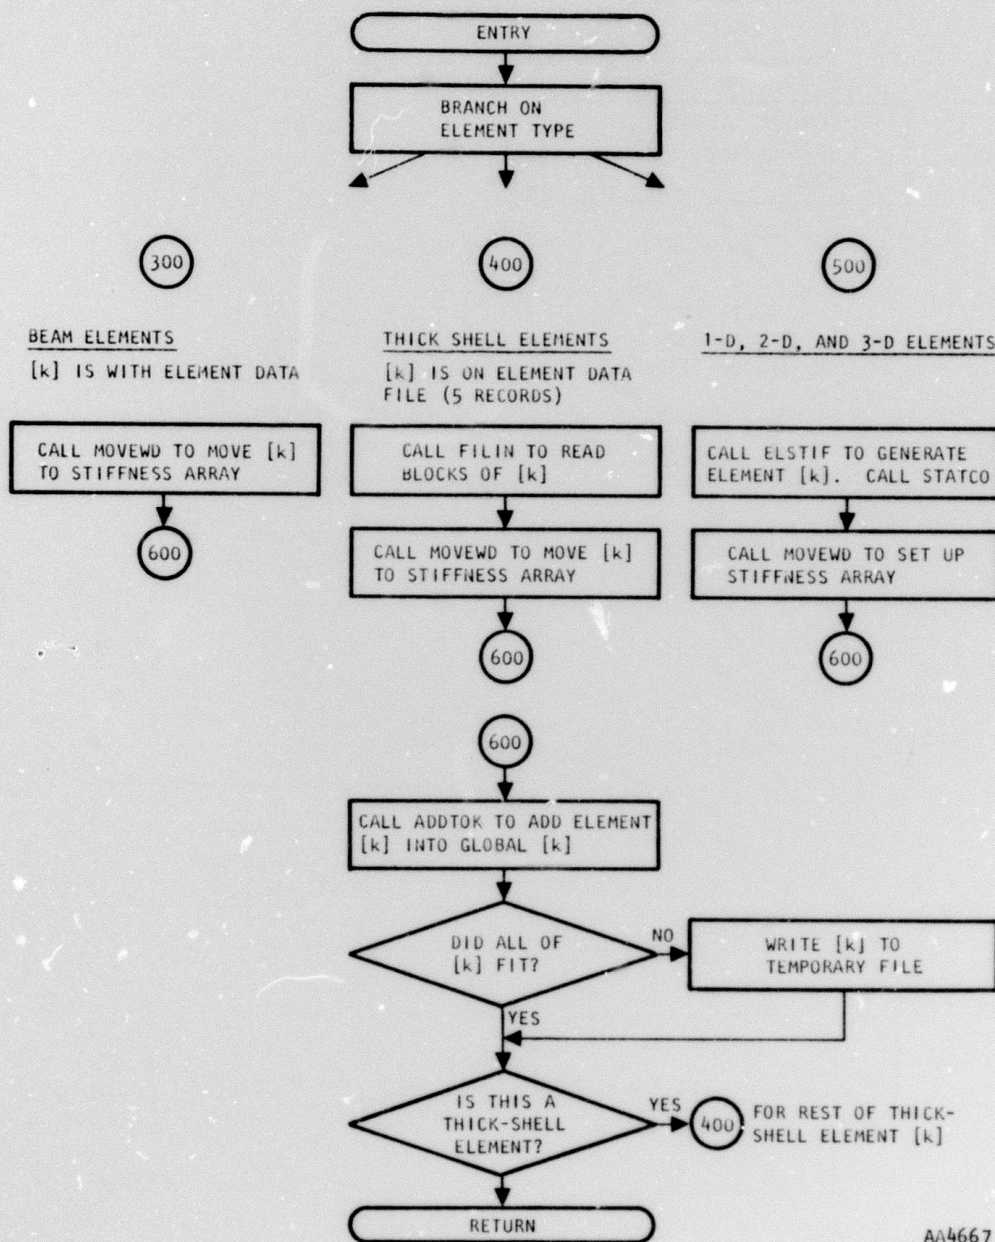 ENTRY
BRANCH ON
ELEMENT TYPE
300
400
500
BEAM ELEMENTS
[k] IS WITH ELEMENT DATA
THICK SHELL ELEMENTS
[k] IS ON ELEMENT DATA
FILE (5 RECORDS)
1-D, 2-D, AND 3-D ELEMENTS
CALL MOVEWD TO MOVE [k]
TO STIFFNESS ARRAY
600
CALL FILIN TO READ
BLOCKS OF [k]
CALL MOVEWD TO MOVE [k]
TO STIFFNESS ARRAY
600
CALL ELSTIF TO GENERATE
ELEMENT [k]. CALL STATCO
CALL MOVEWD TO SET UP
STIFFNESS ARRAY
600
600
CALL ADDTOK TO ADD ELEMENT
[k] INTO GLOBAL [k]
DID ALL OF
[k] FIT?
NO
WRITE [k] TO
TEMPORARY FILE
YES
IS THIS A
THICK-SHELL
ELEMENT?
YES
400
FOR REST OF THICK-
SHELL ELEMENT [k]
RETURN
AA4667